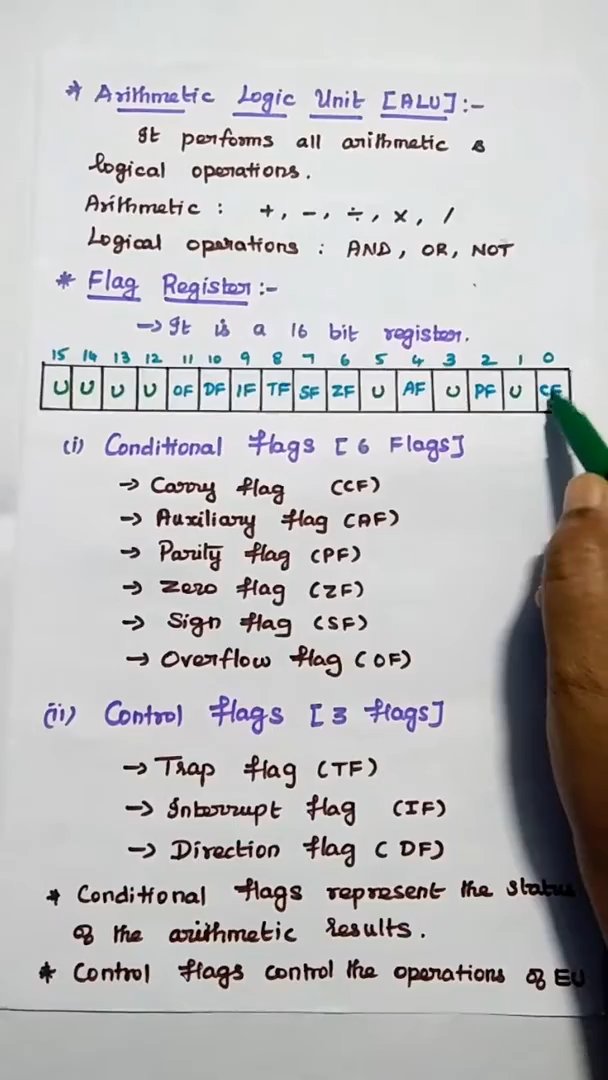 * Arithmetic Logic Unit [ALU] :-
It performs all arithmetic &
logical operations.
Arithmetic : +, -, ÷, ×, /
Logical operations : AND, OR, NOT
* Flag Register :-
→ It is a 16 bit register.
15 14 13 12 11 10 9 8 7 6 5 4 3 2 1 0
U U U U OF DF IF TF SF ZF U AF U PF U CF
(i) Conditional flags [6 Flags]
→ Carry flag (CF)
→ Auxiliary flag (AF)
→ Parity flag (PF)
→ Zero flag (ZF)
→ Sign flag (SF)
→ Overflow flag (OF)
(ii) Control flags [3 flags]
→ Trap flag (TF)
→ Interrupt flag (IF)
→ Direction flag (DF)
* Conditional flags represent the status
of the arithmetic results.
* Control flags control the operations of EU